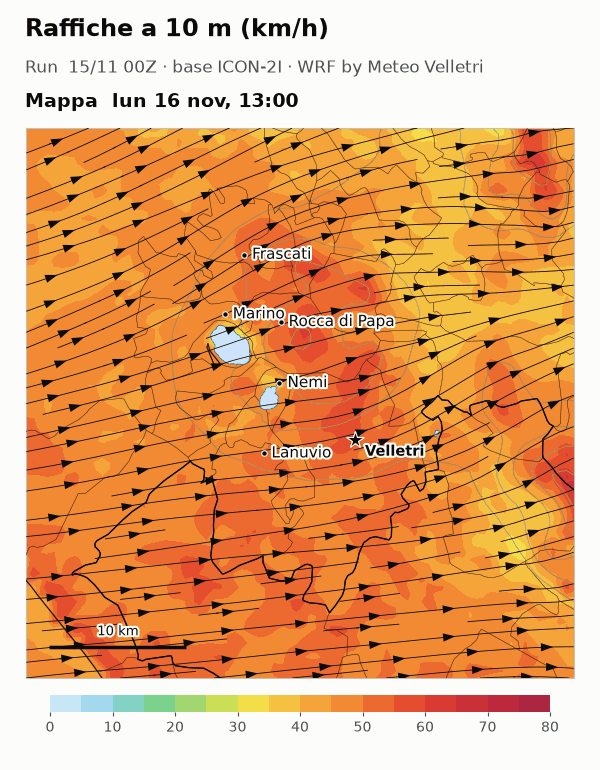 Raffiche a 10 m (km/h)
Run  15/11 00Z · base ICON-2I · WRF by Meteo Velletri
Mappa  lun 16 nov, 13:00
Frascati
Marino
Rocca di Papa
Nemi
Velletri
Lanuvio
10 km
0 10 20 30 40 50 60 70 80